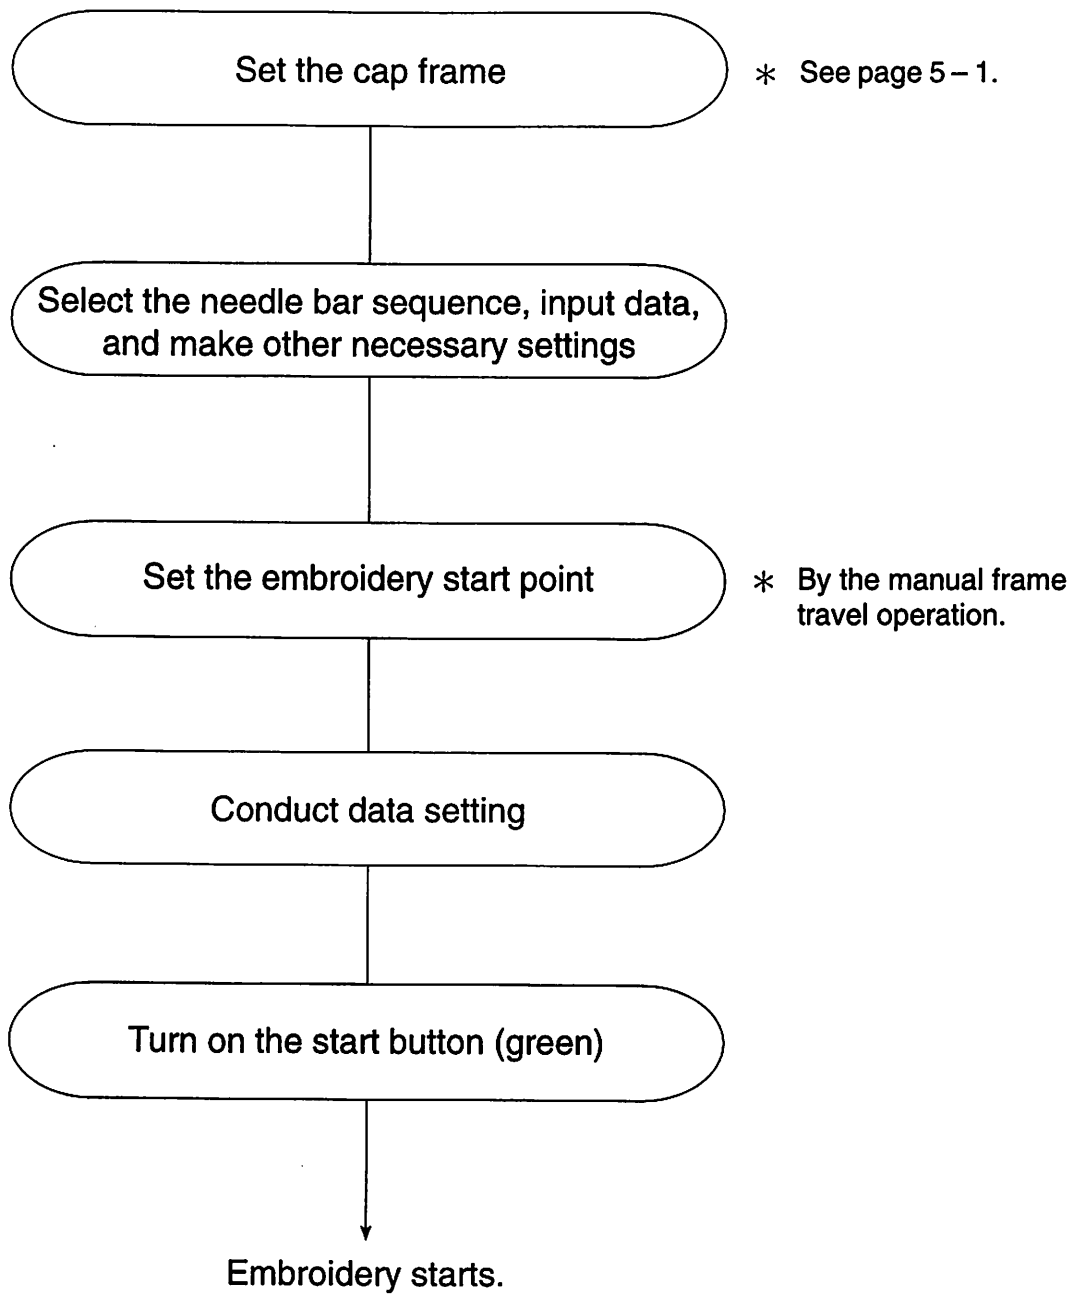 Set the cap frame
* See page 5 – 1.
Select the needle bar sequence, input data,
and make other necessary settings
Set the embroidery start point
* By the manual frame
travel operation.
Conduct data setting
Turn on the start button (green)
Embroidery starts.